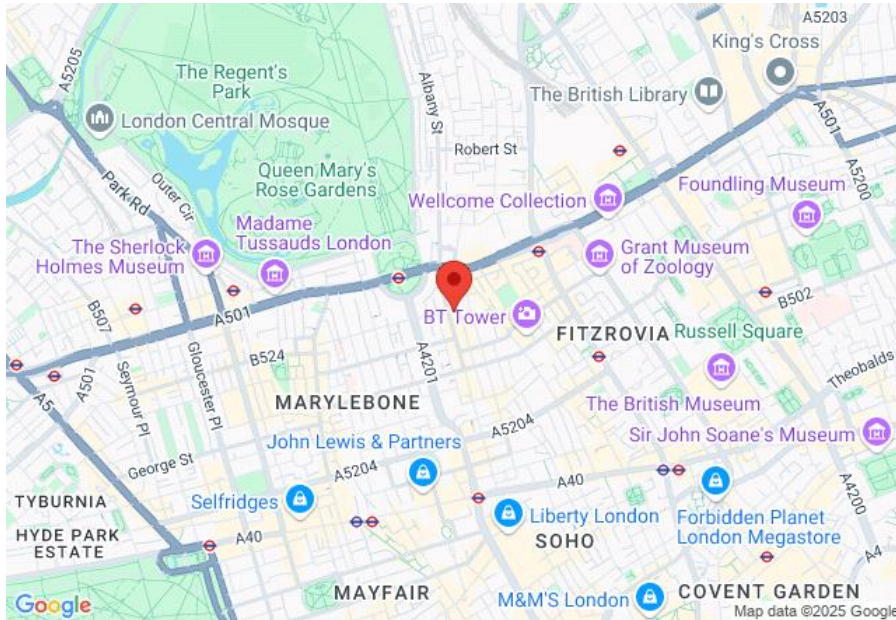 A5203
King's Cross
A5205
The Regent's
Park
Albany St
The British Library
A501
London Central Mosque
Robert St
A5200
Outer Cir
Queen Mary's
Rose Gardens
Wellcome Collection
Foundling Museum
Park Rd
Madame
Tussauds London
The Sherlock
Holmes Museum
Grant Museum
of Zoology
B507
A501
BT Tower
B502
FITZROVIA
Russell Square
B524
A4201
Gloucester Pl
Seymour Pl
A501
A5
Theobalds
MARYLEBONE
The British Museum
John Lewis & Partners
A5204
Sir John Soane's Museum
George St
A5204
A40
A4200
Selfridges
TYBURNIA
Liberty London
Forbidden Planet
London Megastore
HYDE PARK
ESTATE
A40
SOHO
A4
MAYFAIR
COVENT GARDEN
M&M'S London
Google
Map data ©2025 Google